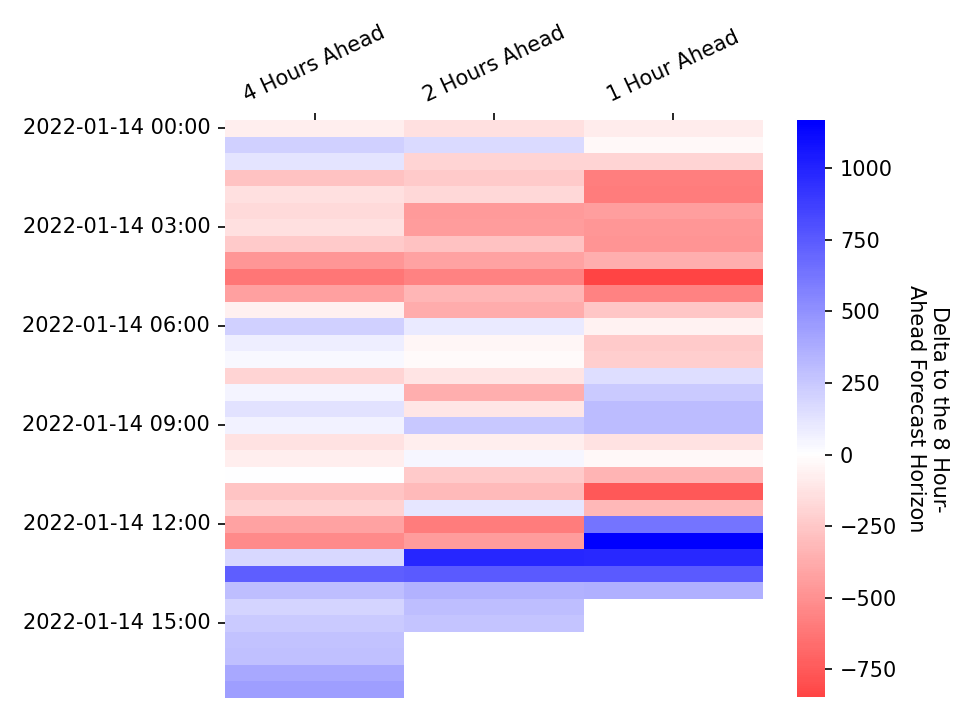 4 Hours Ahead
2 Hours Ahead
1 Hour Ahead
2022-01-14 00:00
2022-01-14 03:00
2022-01-14 06:00
2022-01-14 09:00
2022-01-14 12:00
2022-01-14 15:00
1000
750
500
250
0
−250
−500
−750
Delta to the 8 Hour-
Ahead Forecast Horizon